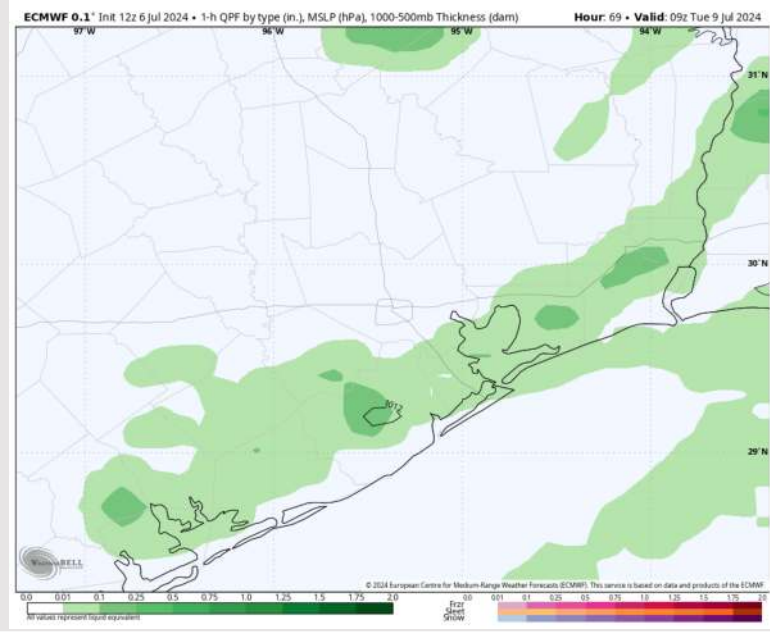 ECMWF 0.1° Init 12z 6 Jul 2024 • 1-h QPF by type (in.), MSLP (hPa), 1000-500mb Thickness (dam) Hour: 69 • Valid: 09z Tue 9 Jul 2024
97°W 96°W 95°W 94°W
31°N
30°N
1012
29°N
WEATHERBELL
© 2024 European Centre for Medium-Range Weather Forecasts (ECMWF). This service is based on data and products of the ECMWF.
0.0 0.01 0.1 0.25 0.5 0.75 1.0 1.25 1.5 1.75 2.0 0.0 0.01 0.1 0.25 0.5 0.75 1.0 1.25 1.5 1.75 2.0
All values represent liquid equivalent
Frzr
Sleet
Snow